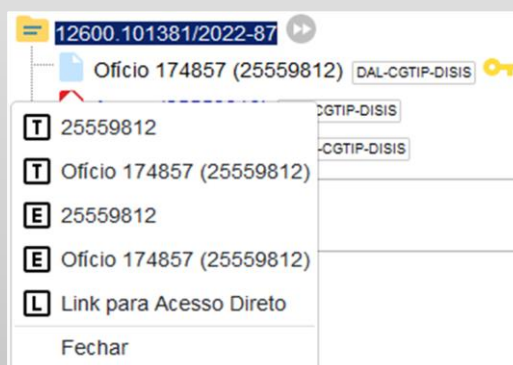 12600.101381/2022-87
Ofício 174857 (25559812) DAL-CGTIP-DISIS
CGTIP-DISIS
T 25559812
-CGTIP-DISIS
T Ofício 174857 (25559812)
E 25559812
E Ofício 174857 (25559812)
L Link para Acesso Direto
Fechar